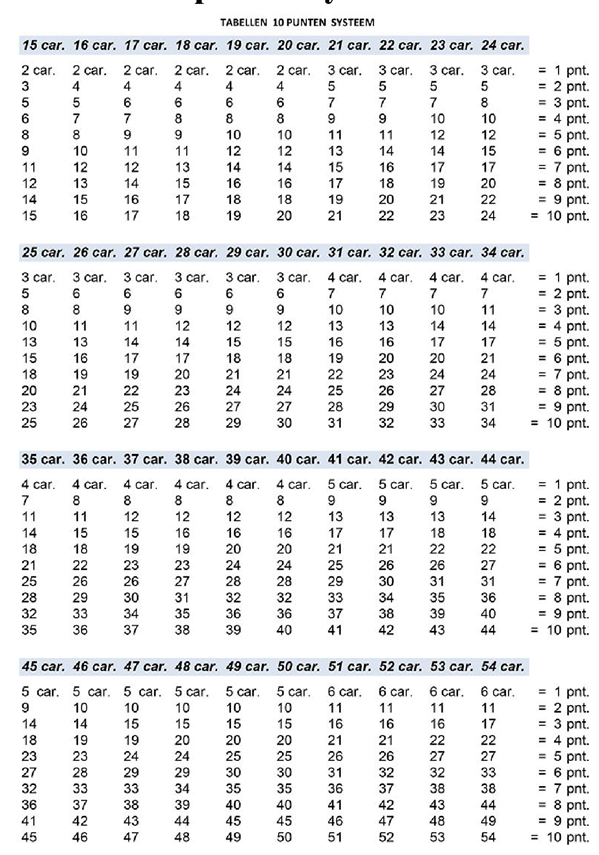 TABELLEN 10 PUNTEN SYSTEEM
15 car. 16 car. 17 car. 18 car. 19 car. 20 car. 21 car. 22 car. 23 car. 24 car.
2 car. 2 car. 2 car. 2 car. 2 car. 2 car. 3 car. 3 car. 3 car. 3 car. = 1 pnt.
3 4 4 4 4 4 5 5 5 5 = 2 pnt.
5 5 6 6 6 6 7 7 7 8 = 3 pnt.
6 7 7 8 8 8 9 9 10 10 = 4 pnt.
8 8 9 9 10 10 11 11 12 12 = 5 pnt.
9 10 11 11 12 12 13 14 14 15 = 6 pnt.
11 12 12 13 14 14 15 16 17 17 = 7 pnt.
12 13 14 15 16 16 17 18 19 20 = 8 pnt.
14 15 16 17 18 18 19 20 21 22 = 9 pnt.
15 16 17 18 19 20 21 22 23 24 = 10 pnt.
25 car. 26 car. 27 car. 28 car. 29 car. 30 car. 31 car. 32 car. 33 car. 34 car.
3 car. 3 car. 3 car. 3 car. 3 car. 3 car. 4 car. 4 car. 4 car. 4 car. = 1 pnt.
5 6 6 6 6 6 7 7 7 7 = 2 pnt.
8 8 9 9 9 9 10 10 10 11 = 3 pnt.
10 11 11 12 12 12 13 13 14 14 = 4 pnt.
13 13 14 14 15 15 16 16 17 17 = 5 pnt.
15 16 17 17 18 18 19 20 20 21 = 6 pnt.
18 19 19 20 21 21 22 23 24 24 = 7 pnt.
20 21 22 23 24 24 25 26 27 28 = 8 pnt.
23 24 25 26 27 27 28 29 30 31 = 9 pnt.
25 26 27 28 29 30 31 32 33 34 = 10 pnt.
35 car. 36 car. 37 car. 38 car. 39 car. 40 car. 41 car. 42 car. 43 car. 44 car.
4 car. 4 car. 4 car. 4 car. 4 car. 4 car. 5 car. 5 car. 5 car. 5 car. = 1 pnt.
7 8 8 8 8 8 9 9 9 9 = 2 pnt.
11 11 12 12 12 12 13 13 13 14 = 3 pnt.
14 15 15 16 16 16 17 17 18 18 = 4 pnt.
18 18 19 19 20 20 21 21 22 22 = 5 pnt.
21 22 23 23 24 24 25 26 26 27 = 6 pnt.
25 26 26 27 28 28 29 30 31 31 = 7 pnt.
28 29 30 31 32 32 33 34 35 36 = 8 pnt.
32 33 34 35 36 36 37 38 39 40 = 9 pnt.
35 36 37 38 39 40 41 42 43 44 = 10 pnt.
45 car. 46 car. 47 car. 48 car. 49 car. 50 car. 51 car. 52 car. 53 car. 54 car.
5 car. 5 car. 5 car. 5 car. 5 car. 5 car. 6 car. 6 car. 6 car. 6 car. = 1 pnt.
9 10 10 10 10 10 11 11 11 11 = 2 pnt.
14 14 15 15 15 15 16 16 16 17 = 3 pnt.
18 19 19 20 20 20 21 21 22 22 = 4 pnt.
23 23 24 24 25 25 26 26 27 27 = 5 pnt.
27 28 29 29 30 30 31 32 32 33 = 6 pnt.
32 33 33 34 35 35 36 37 38 38 = 7 pnt.
36 37 38 39 40 40 41 42 43 44 = 8 pnt.
41 42 43 44 45 45 46 47 48 49 = 9 pnt.
45 46 47 48 49 50 51 52 53 54 = 10 pnt.